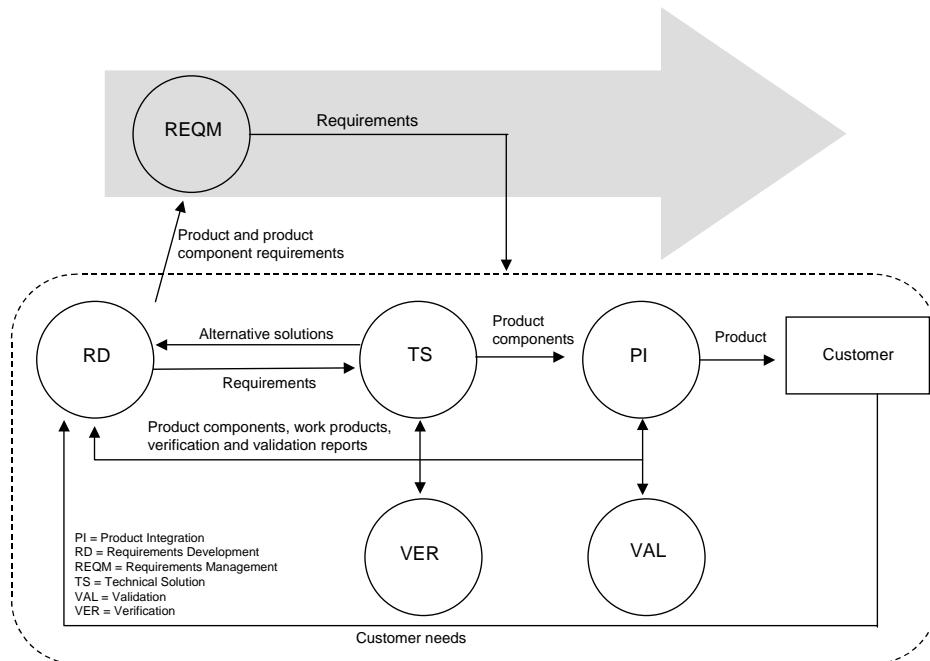 REQM
Requirements
Product and product
component requirements
RD
Alternative solutions
Requirements
TS
Product
components
PI
Product
Customer
Product components, work products,
verification and validation reports
VER
VAL
PI = Product Integration
RD = Requirements Development
REQM = Requirements Management
TS = Technical Solution
VAL = Validation
VER = Verification
Customer needs